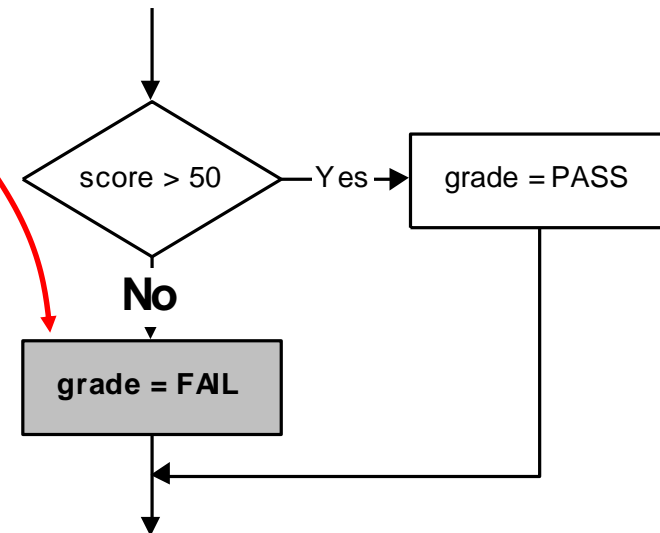 score > 50
Yes
grade = PASS
No
grade = FAIL